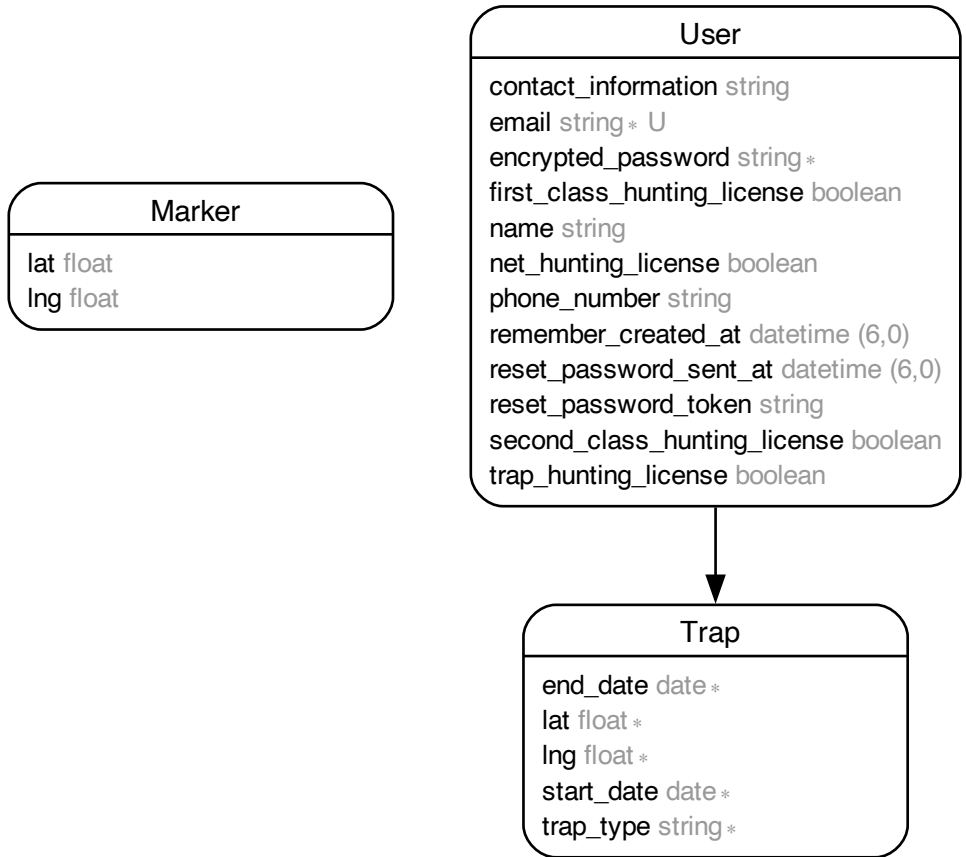 Marker
lat float
lng float
User
contact_information string
email string* U
encrypted_password string*
first_class_hunting_license boolean
name string
net_hunting_license boolean
phone_number string
remember_created_at datetime (6,0)
reset_password_sent_at datetime (6,0)
reset_password_token string
second_class_hunting_license boolean
trap_hunting_license boolean
Trap
end_date date*
lat float*
lng float*
start_date date*
trap_type string*